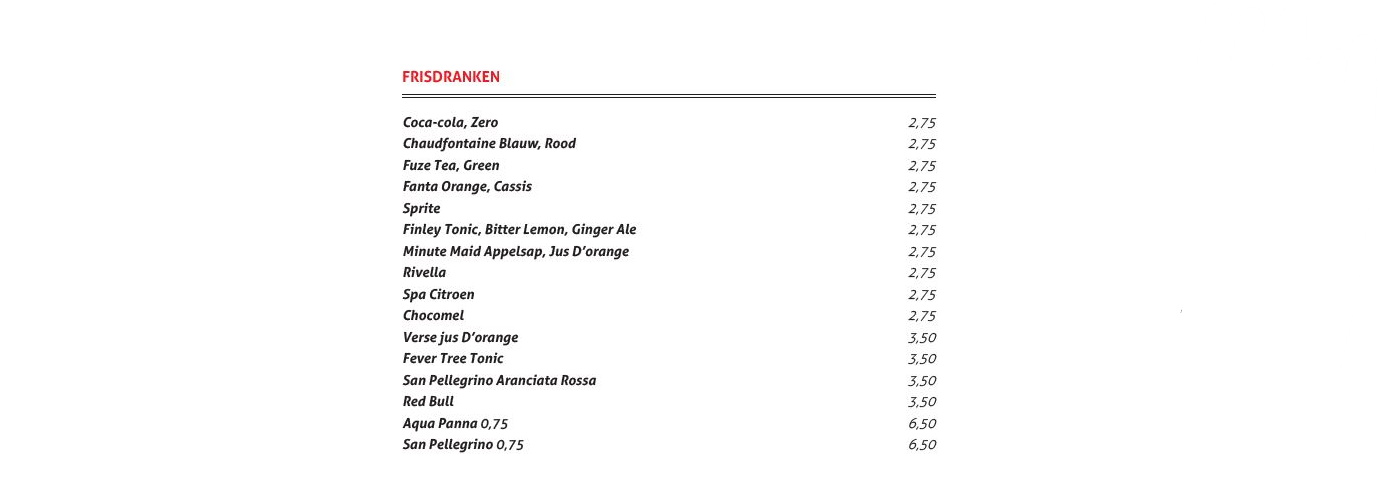 FRISDRANKEN
Coca-cola, Zero 2,75
Chaudfontaine Blauw, Rood 2,75
Fuze Tea, Green 2,75
Fanta Orange, Cassis 2,75
Sprite 2,75
Finley Tonic, Bitter Lemon, Ginger Ale 2,75
Minute Maid Appelsap, Jus D’orange 2,75
Rivella 2,75
Spa Citroen 2,75
Chocomel 2,75
Verse jus D’orange 3,50
Fever Tree Tonic 3,50
San Pellegrino Aranciata Rossa 3,50
Red Bull 3,50
Aqua Panna 0,75 6,50
San Pellegrino 0,75 6,50